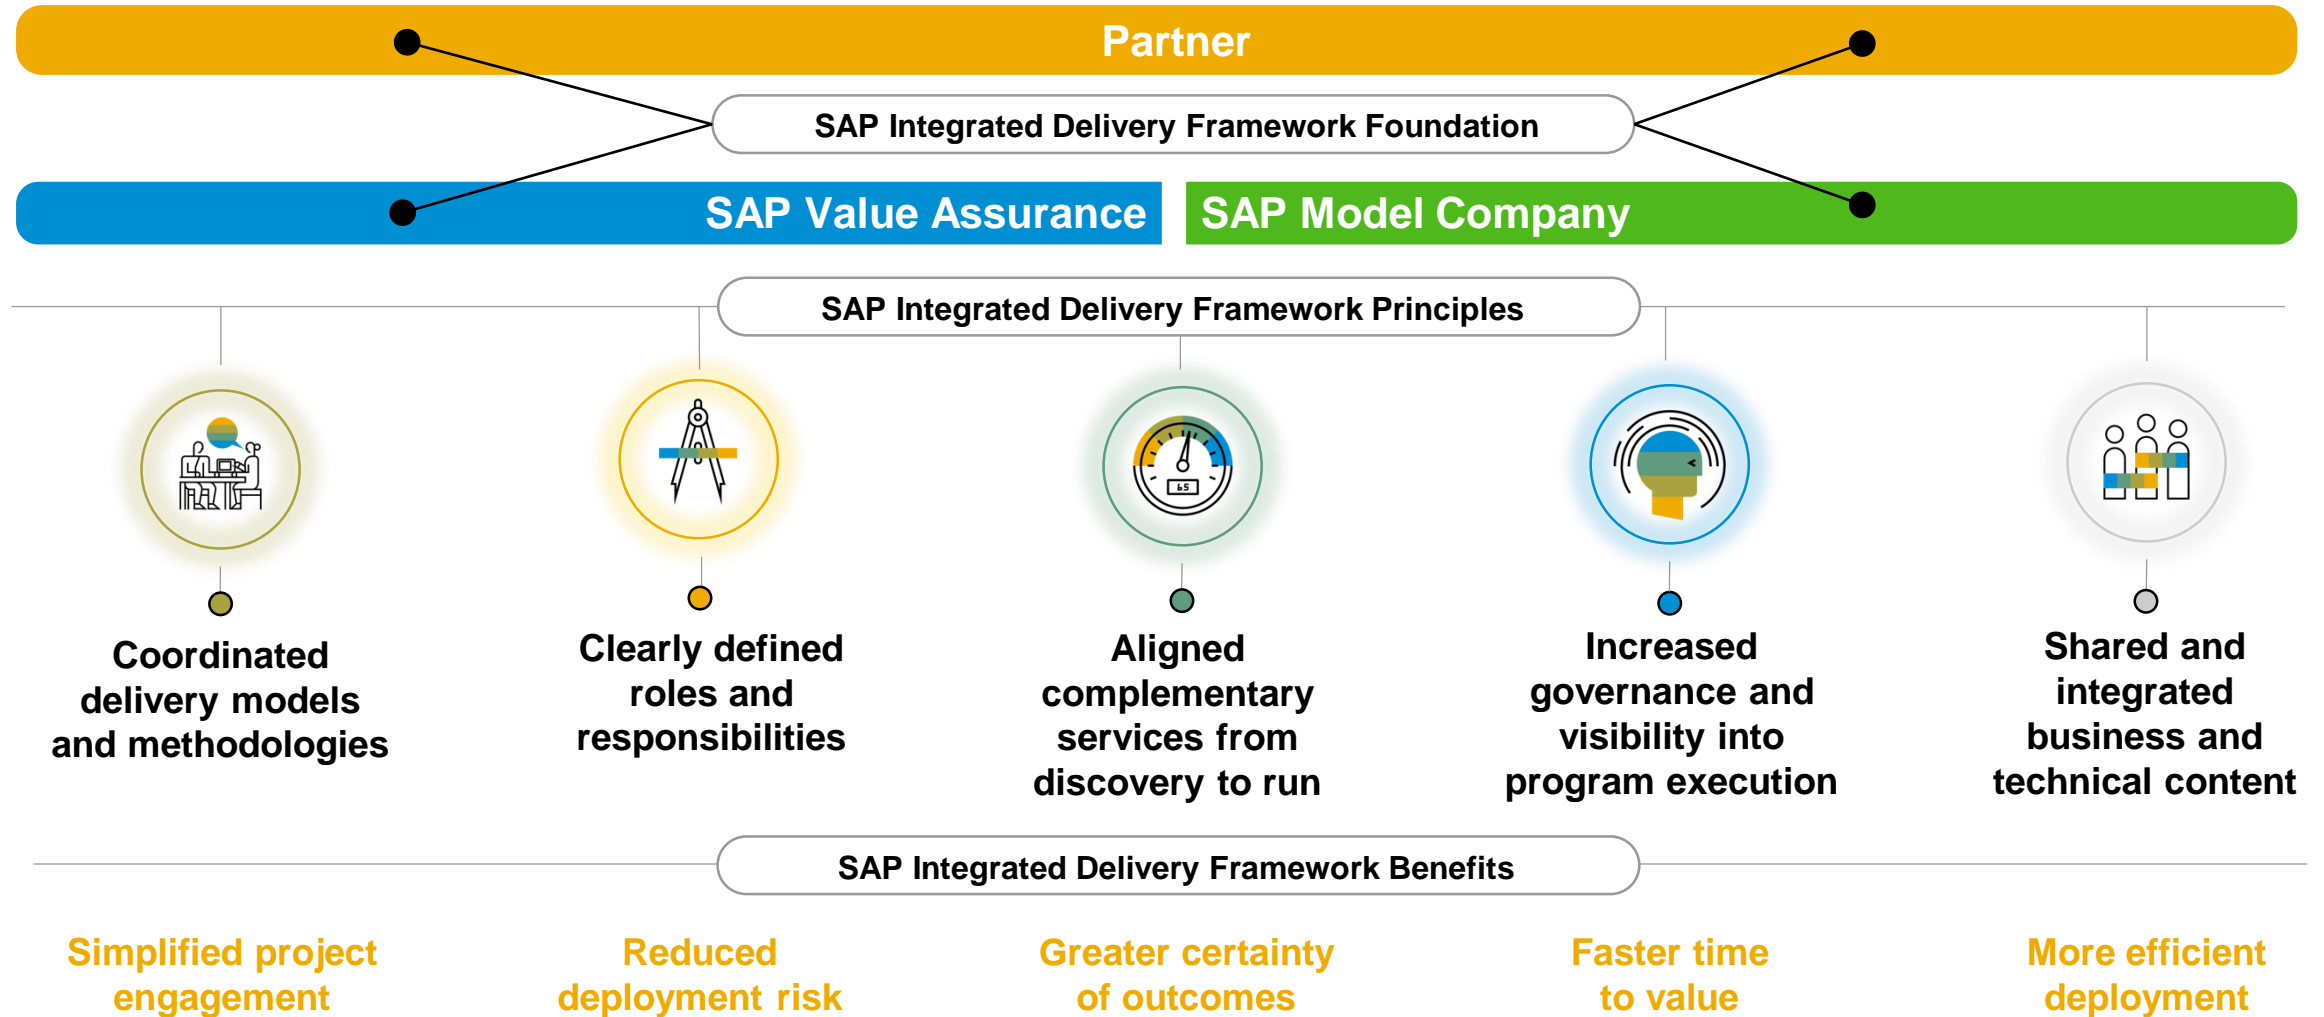 Partner
SAP Integrated Delivery Framework Foundation
SAP Value Assurance
SAP Model Company
SAP Integrated Delivery Framework Principles
65
Coordinated
delivery models
and methodologies
Clearly defined
roles and
responsibilities
Aligned
complementary
services from
discovery to run
Increased
governance and
visibility into
program execution
Shared and
integrated
business and
technical content
SAP Integrated Delivery Framework Benefits
Simplified project
engagement
Reduced
deployment risk
Greater certainty
of outcomes
Faster time
to value
More efficient
deployment